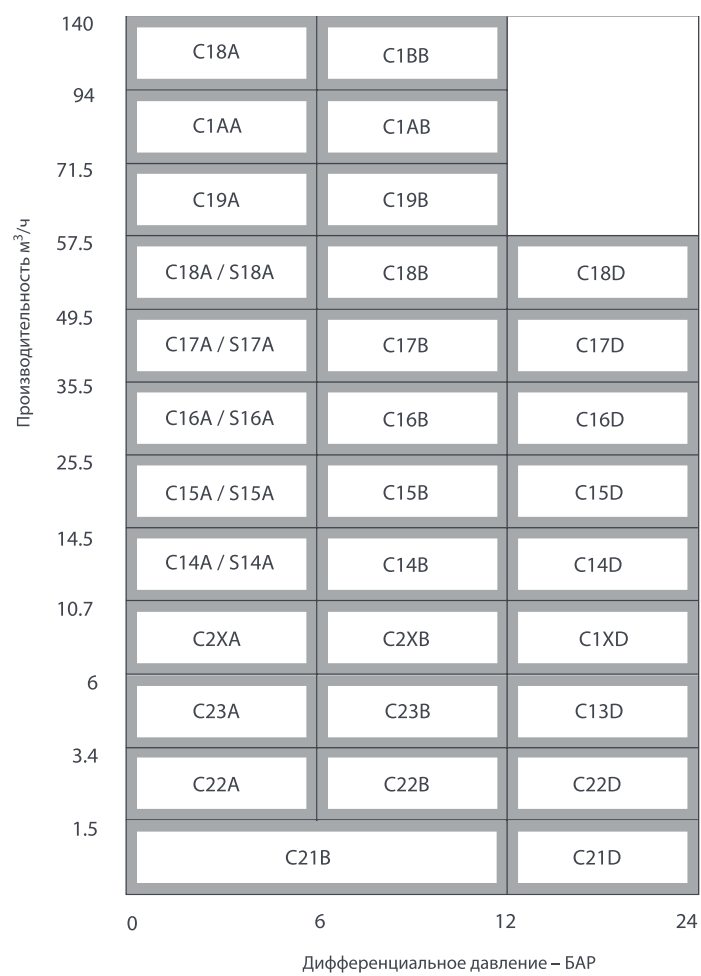 140
C18A
C1BB
94
C1AA
C1AB
71.5
C19A
C19B
57.5
C18A / S18A
C18B
C18D
49.5
C17A / S17A
C17B
C17D
35.5
C16A / S16A
C16B
C16D
25.5
C15A / S15A
C15B
C15D
14.5
C14A / S14A
C14B
C14D
10.7
C2XA
C2XB
C1XD
6
C23A
C23B
C13D
3.4
C22A
C22B
C22D
1.5
C21B
C21D
Производительность м³/ч
0
6
12
24
Дифференциальное давление – БАР